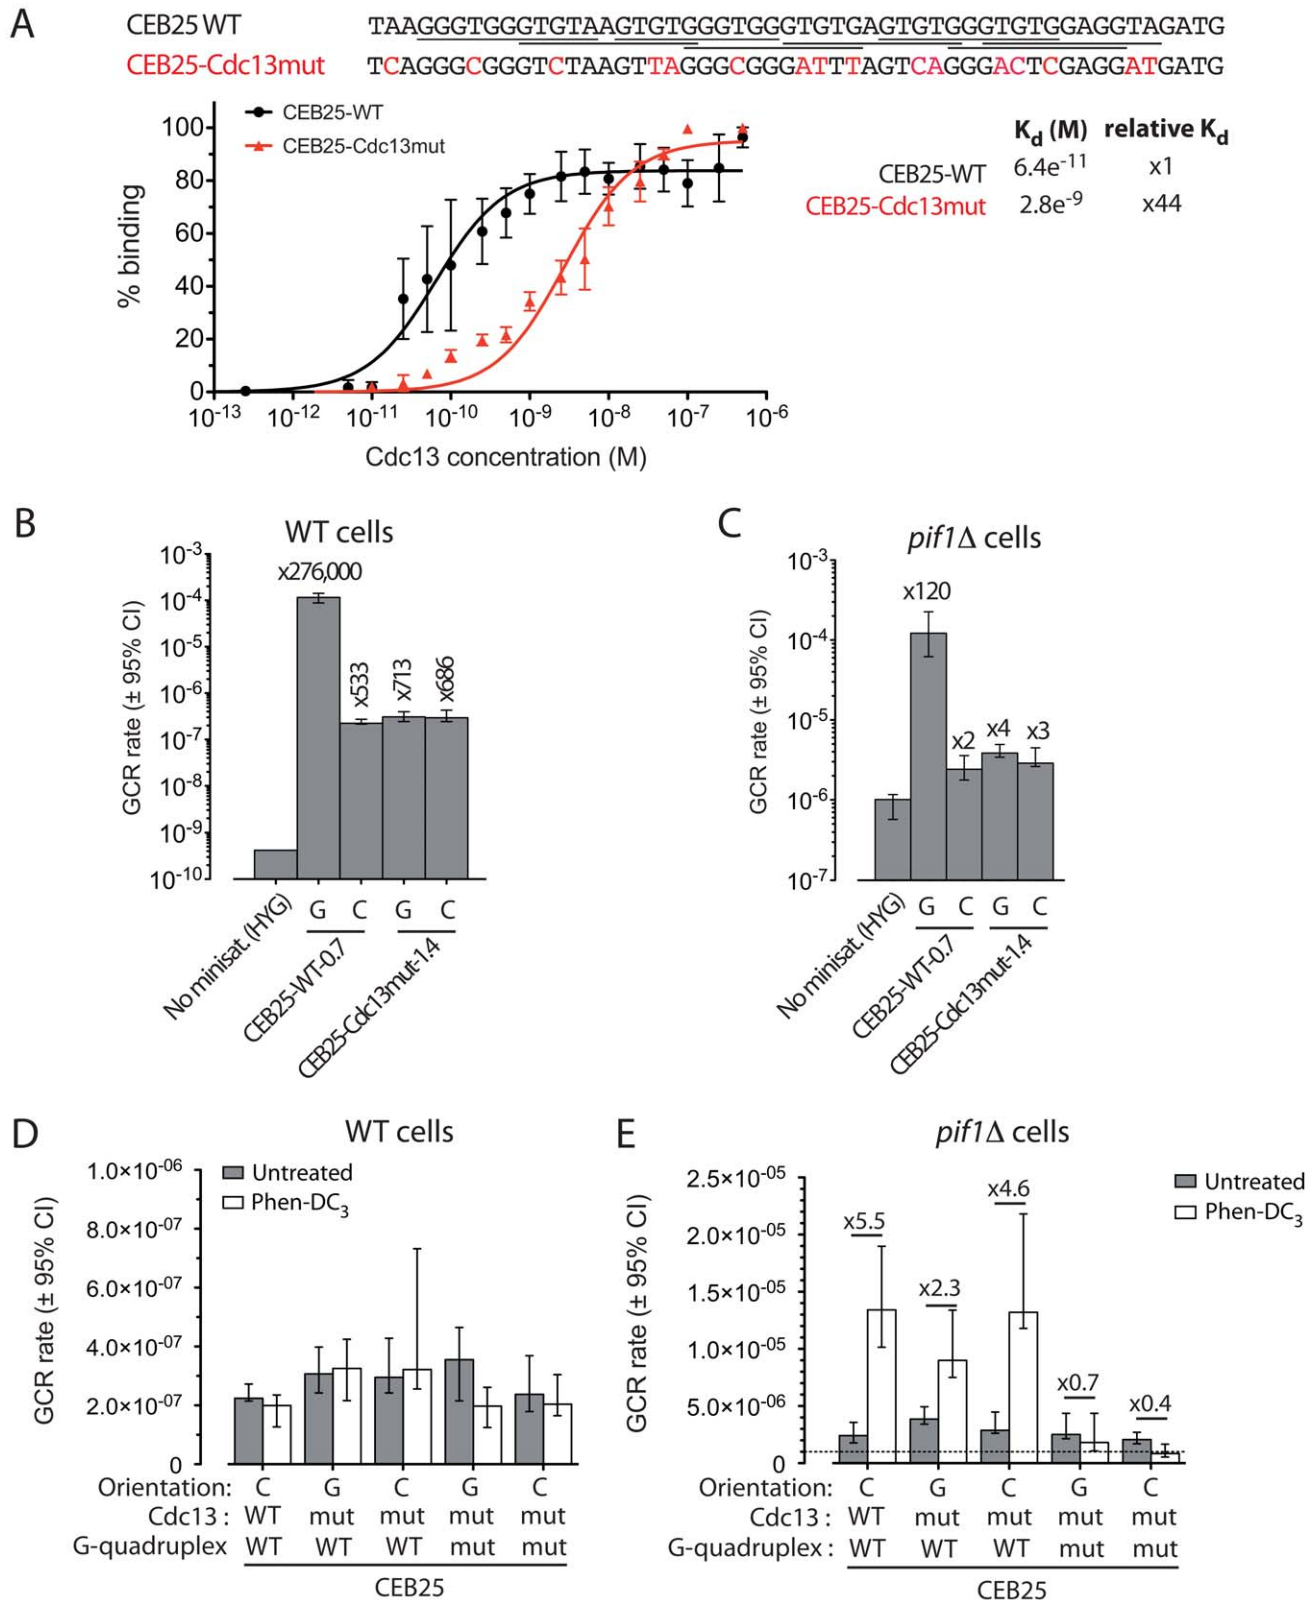 A
CEB25 WT TAAGGGTGGGTGTAAGTGTGGGTGGGTGTGAGTGTGGGTGTGGAGGTAGATG
CEB25-Cdc13mut TCAGGGCGGGTCTAAGTTAGGGCGGGATTTAGTCAGGGACTCGAGGATGATG
CEB25-WT
CEB25-Cdc13mut
100
80
60
40
20
0
% binding
10-13 10-12 10-11 10-10 10-9 10-8 10-7 10-6
Cdc13 concentration (M)
Kd (M) relative Kd
CEB25-WT 6.4e-11 x1
CEB25-Cdc13mut 2.8e-9 x44
B
WT cells
GCR rate (± 95% CI)
10-3
10-4
10-5
10-6
10-7
10-8
10-9
10-10
x276,000
x533
x713
x686
No minisat. (HYG)
G C G C
CEB25-WT-0.7
CEB25-Cdc13mut-1.4
C
pif1Δ cells
GCR rate (± 95% CI)
10-3
10-4
10-5
10-6
10-7
x120
x2
x4
x3
No minisat. (HYG)
G C G C
CEB25-WT-0.7
CEB25-Cdc13mut-1.4
D
WT cells
Untreated
Phen-DC3
GCR rate (± 95% CI)
1.0×10-06
8.0×10-07
6.0×10-07
4.0×10-07
2.0×10-07
0
Orientation: C G C G C
Cdc13 : WT mut mut mut mut
G-quadruplex WT WT WT mut mut
CEB25
E
pif1Δ cells
Untreated
Phen-DC3
GCR rate (± 95% CI)
2.5×10-05
2.0×10-05
1.5×10-05
1.0×10-05
5.0×10-06
0
x5.5
x2.3
x4.6
x0.7
x0.4
Orientation: C G C G C
Cdc13 : WT mut mut mut mut
G-quadruplex : WT WT WT mut mut
CEB25